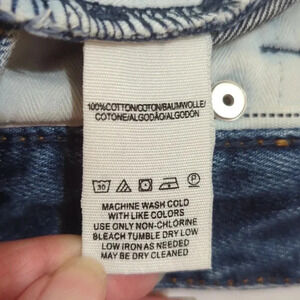 100%COTTON/COTON/BAUMWOLLE/
COTONE/ALGODÃO/ALGODÓN
30 P
MACHINE WASH COLD
WITH LIKE COLORS
USE ONLY NON-CHLORINE
BLEACH TUMBLE DRY LOW
LOW IRON AS NEEDED
MAY BE DRY CLEANED